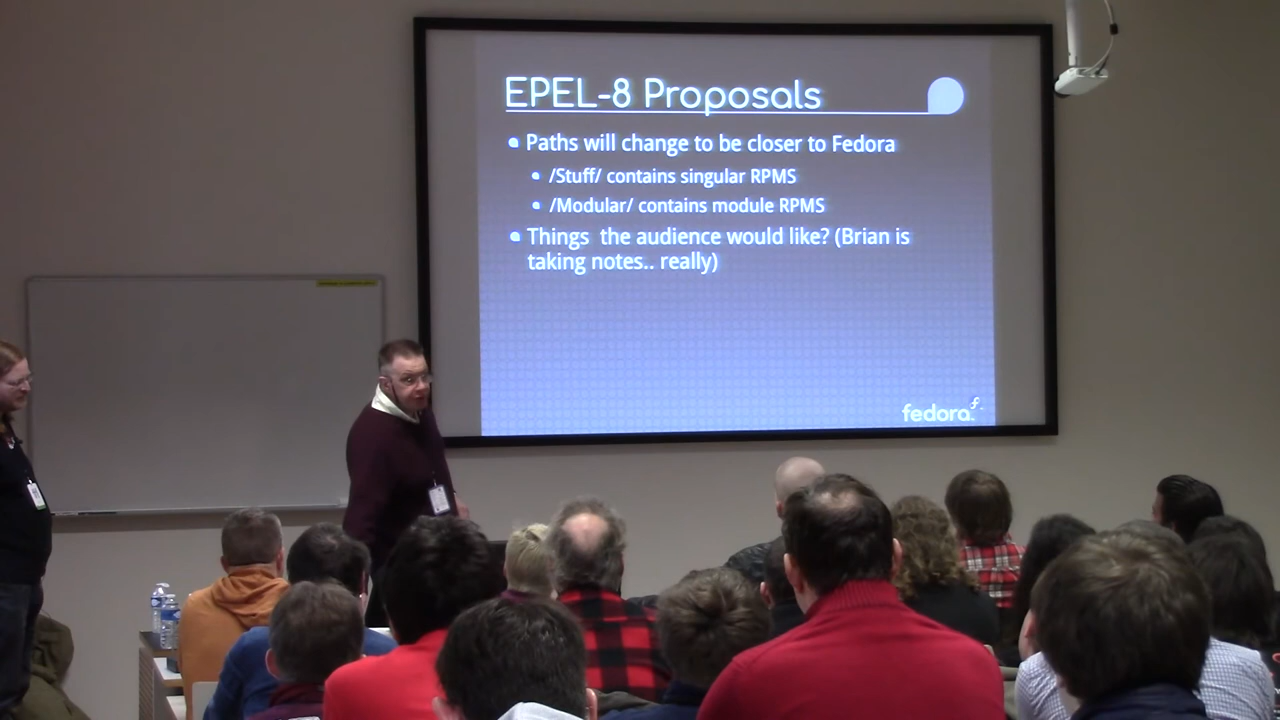 EPEL-8 Proposals
Paths will change to be closer to Fedora
/Stuff/ contains singular RPMS
/Modular/ contains module RPMS
Things the audience would like? (Brian is
taking notes.. really)
fedora